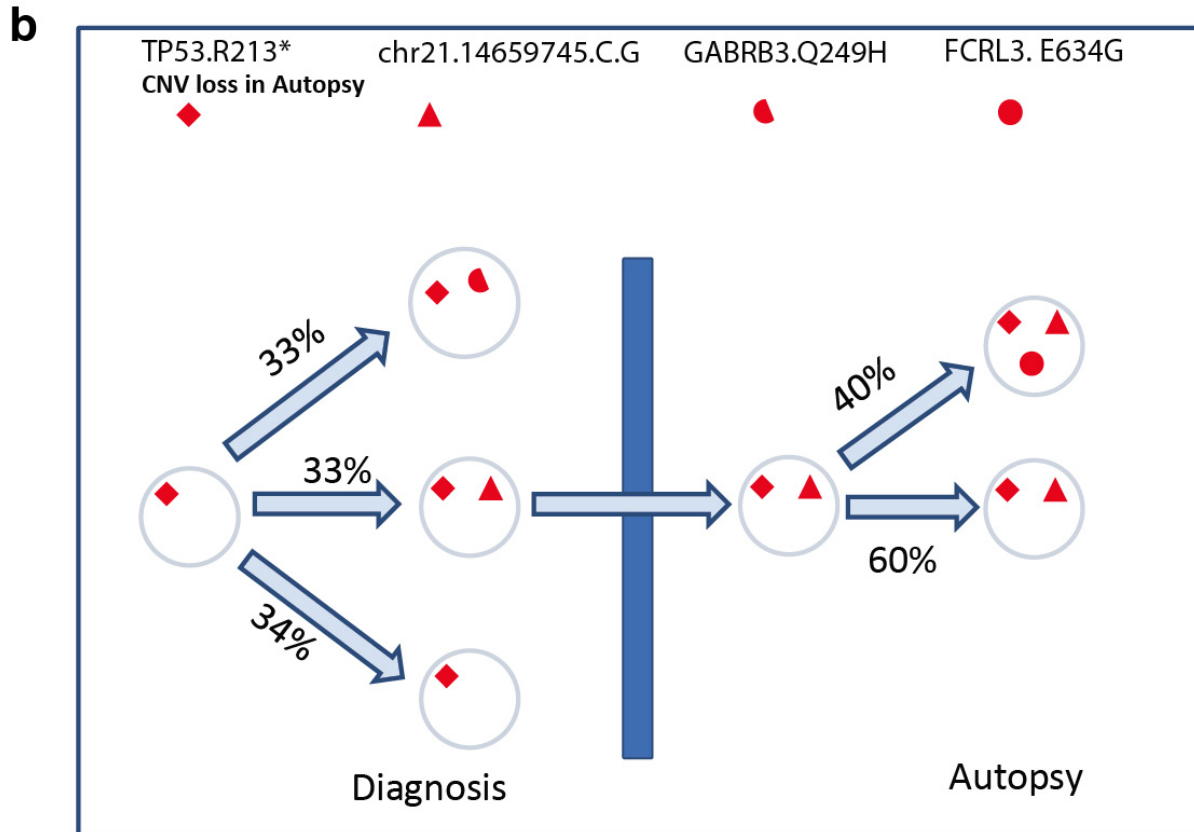 b
TP53.R213* chr21.14659745.C.G GABRB3.Q249H FCRL3. E634G
CNV loss in Autopsy
33%
40%
33%
60%
34%
Diagnosis
Autopsy